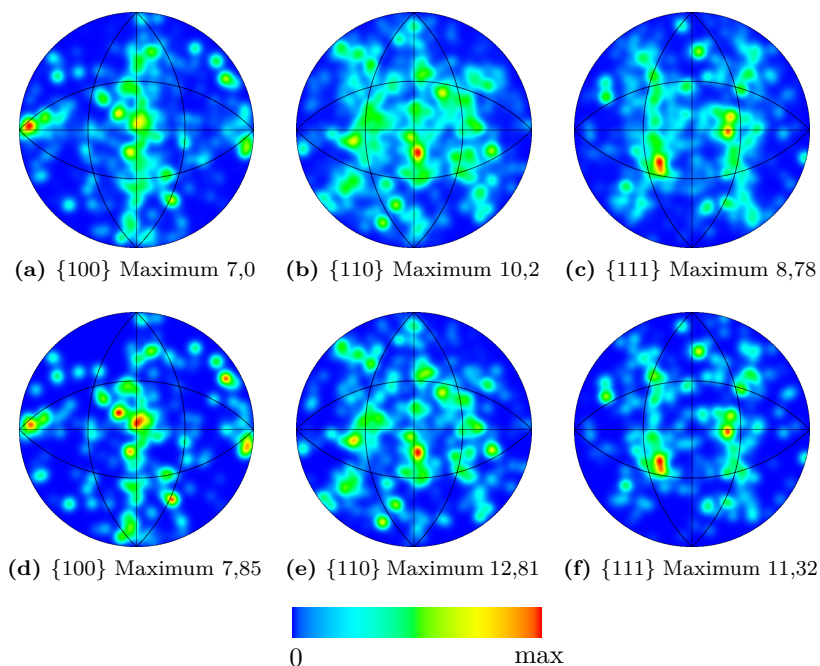 (a) {100} Maximum 7,0 (b) {110} Maximum 10,2 (c) {111} Maximum 8,78
(d) {100} Maximum 7,85 (e) {110} Maximum 12,81 (f) {111} Maximum 11,32
0 max